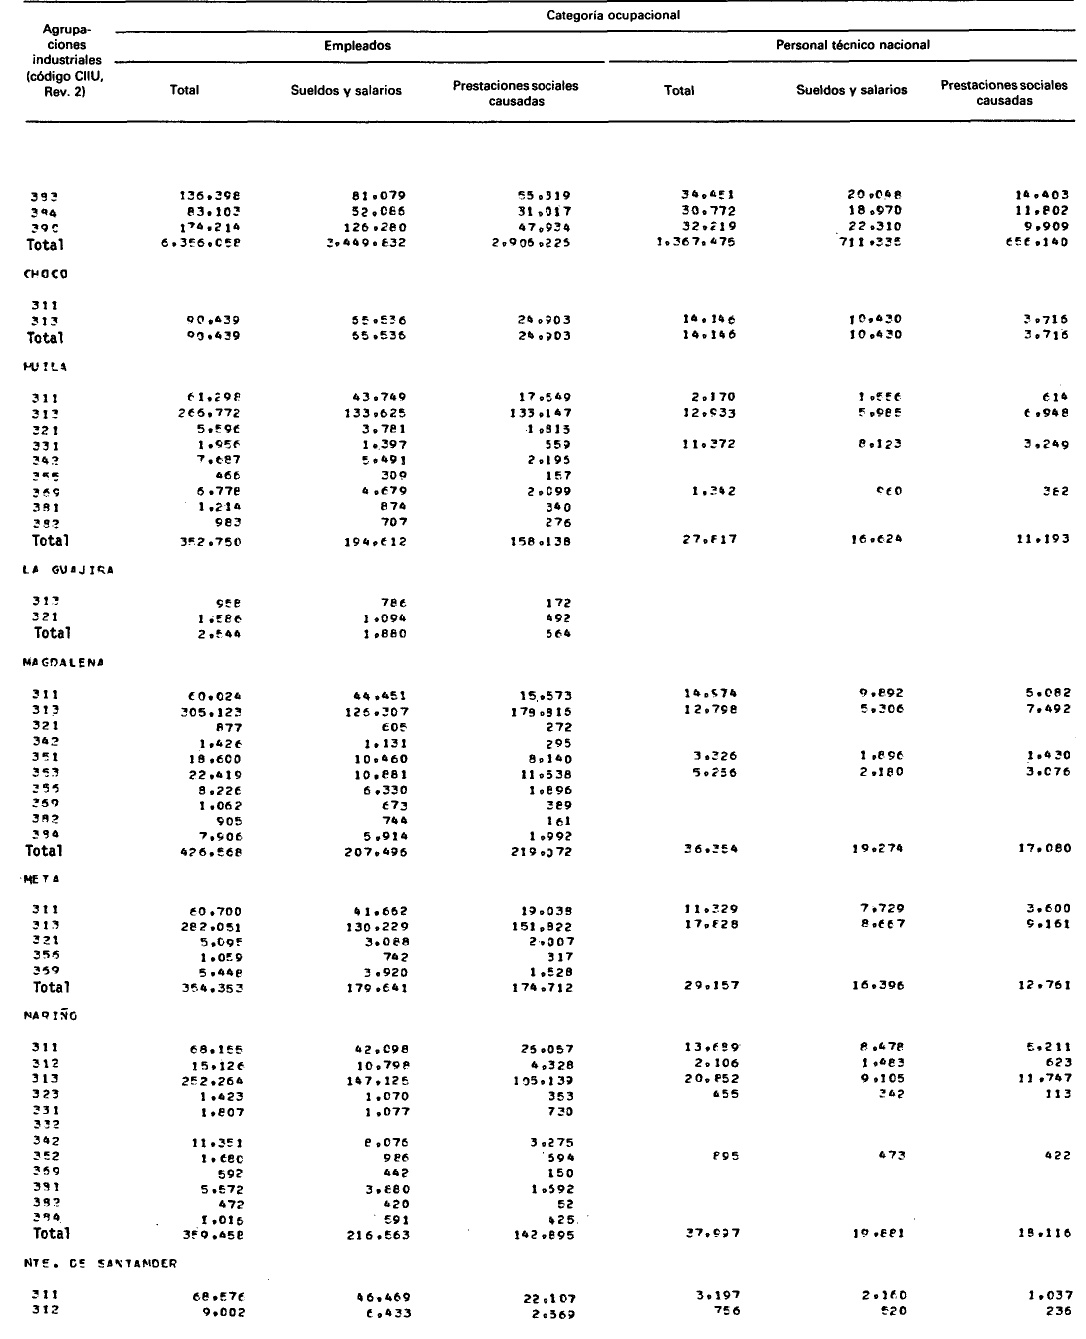 Categoría ocupacional
Agrupa-
ciones
industriales
(código CIIU,
Rev. 2)
Empleados Personal técnico nacional
Total Sueldos y salarios Prestaciones sociales
causadas
Total Sueldos y salarios Prestaciones sociales
causadas
383 136.398 81.079 55.319 34.451 20.048 14.403
384 83.103 52.086 31.017 30.772 18.970 11.802
390 174.214 126.280 47.934 32.219 22.310 9.909
Total 6.356.058 3.449.832 2.906.225 1.367.475 711.335 656.140
CHOCO
311
313 90.439 65.536 24.903 14.146 10.430 3.716
Total 90.439 65.536 24.903 14.146 10.430 3.716
HUILA
311 61.298 43.749 17.549 2.170 1.556 614
313 266.772 133.625 133.147 12.933 5.985 6.948
321 5.596 3.781 1.815
331 1.956 1.397 559 11.372 8.123 3.249
342 7.687 5.491 2.195
355 466 309 157
369 6.778 4.679 2.099 1.342 960 382
381 1.214 874 340
382 983 707 276
Total 352.750 194.612 158.138 27.817 16.624 11.193
LA GUAJIRA
313 958 786 172
321 1.586 1.094 492
Total 2.544 1.880 664
MAGDALENA
311 60.024 44.451 15.573 14.974 9.892 5.082
313 305.123 126.307 178.816 12.798 5.306 7.492
321 877 605 272
342 1.426 1.131 295
351 18.600 10.460 8.140 3.326 1.896 1.430
353 22.419 10.881 11.538 5.256 2.180 3.076
355 8.226 6.330 1.896
369 1.062 673 389
382 905 744 161
384 7.906 5.914 1.992
Total 426.568 207.496 219.072 36.354 19.274 17.080
META
311 60.700 41.662 19.038 11.329 7.729 3.600
313 282.051 130.229 151.822 17.828 8.667 9.161
321 5.095 3.088 2.007
355 1.059 742 317
369 5.448 3.920 1.528
Total 354.353 179.641 174.712 29.157 16.396 12.761
NARIÑO
311 68.155 42.098 26.057 13.689 8.478 5.211
312 15.126 10.798 4.328 2.106 1.483 623
313 252.264 147.125 105.139 20.852 9.105 11.747
323 1.423 1.070 353 455 342 113
331 1.807 1.077 730
332
342 11.351 8.076 3.275
352 1.580 986 594 895 473 422
369 592 442 150
381 5.572 3.980 1.592
382 472 420 52
384 1.016 591 425
Total 359.458 216.563 142.895 37.997 19.881 18.116
NTE. DE SANTANDER
311 68.576 46.469 22.107 3.197 2.160 1.037
312 9.002 6.433 2.569 756 520 236